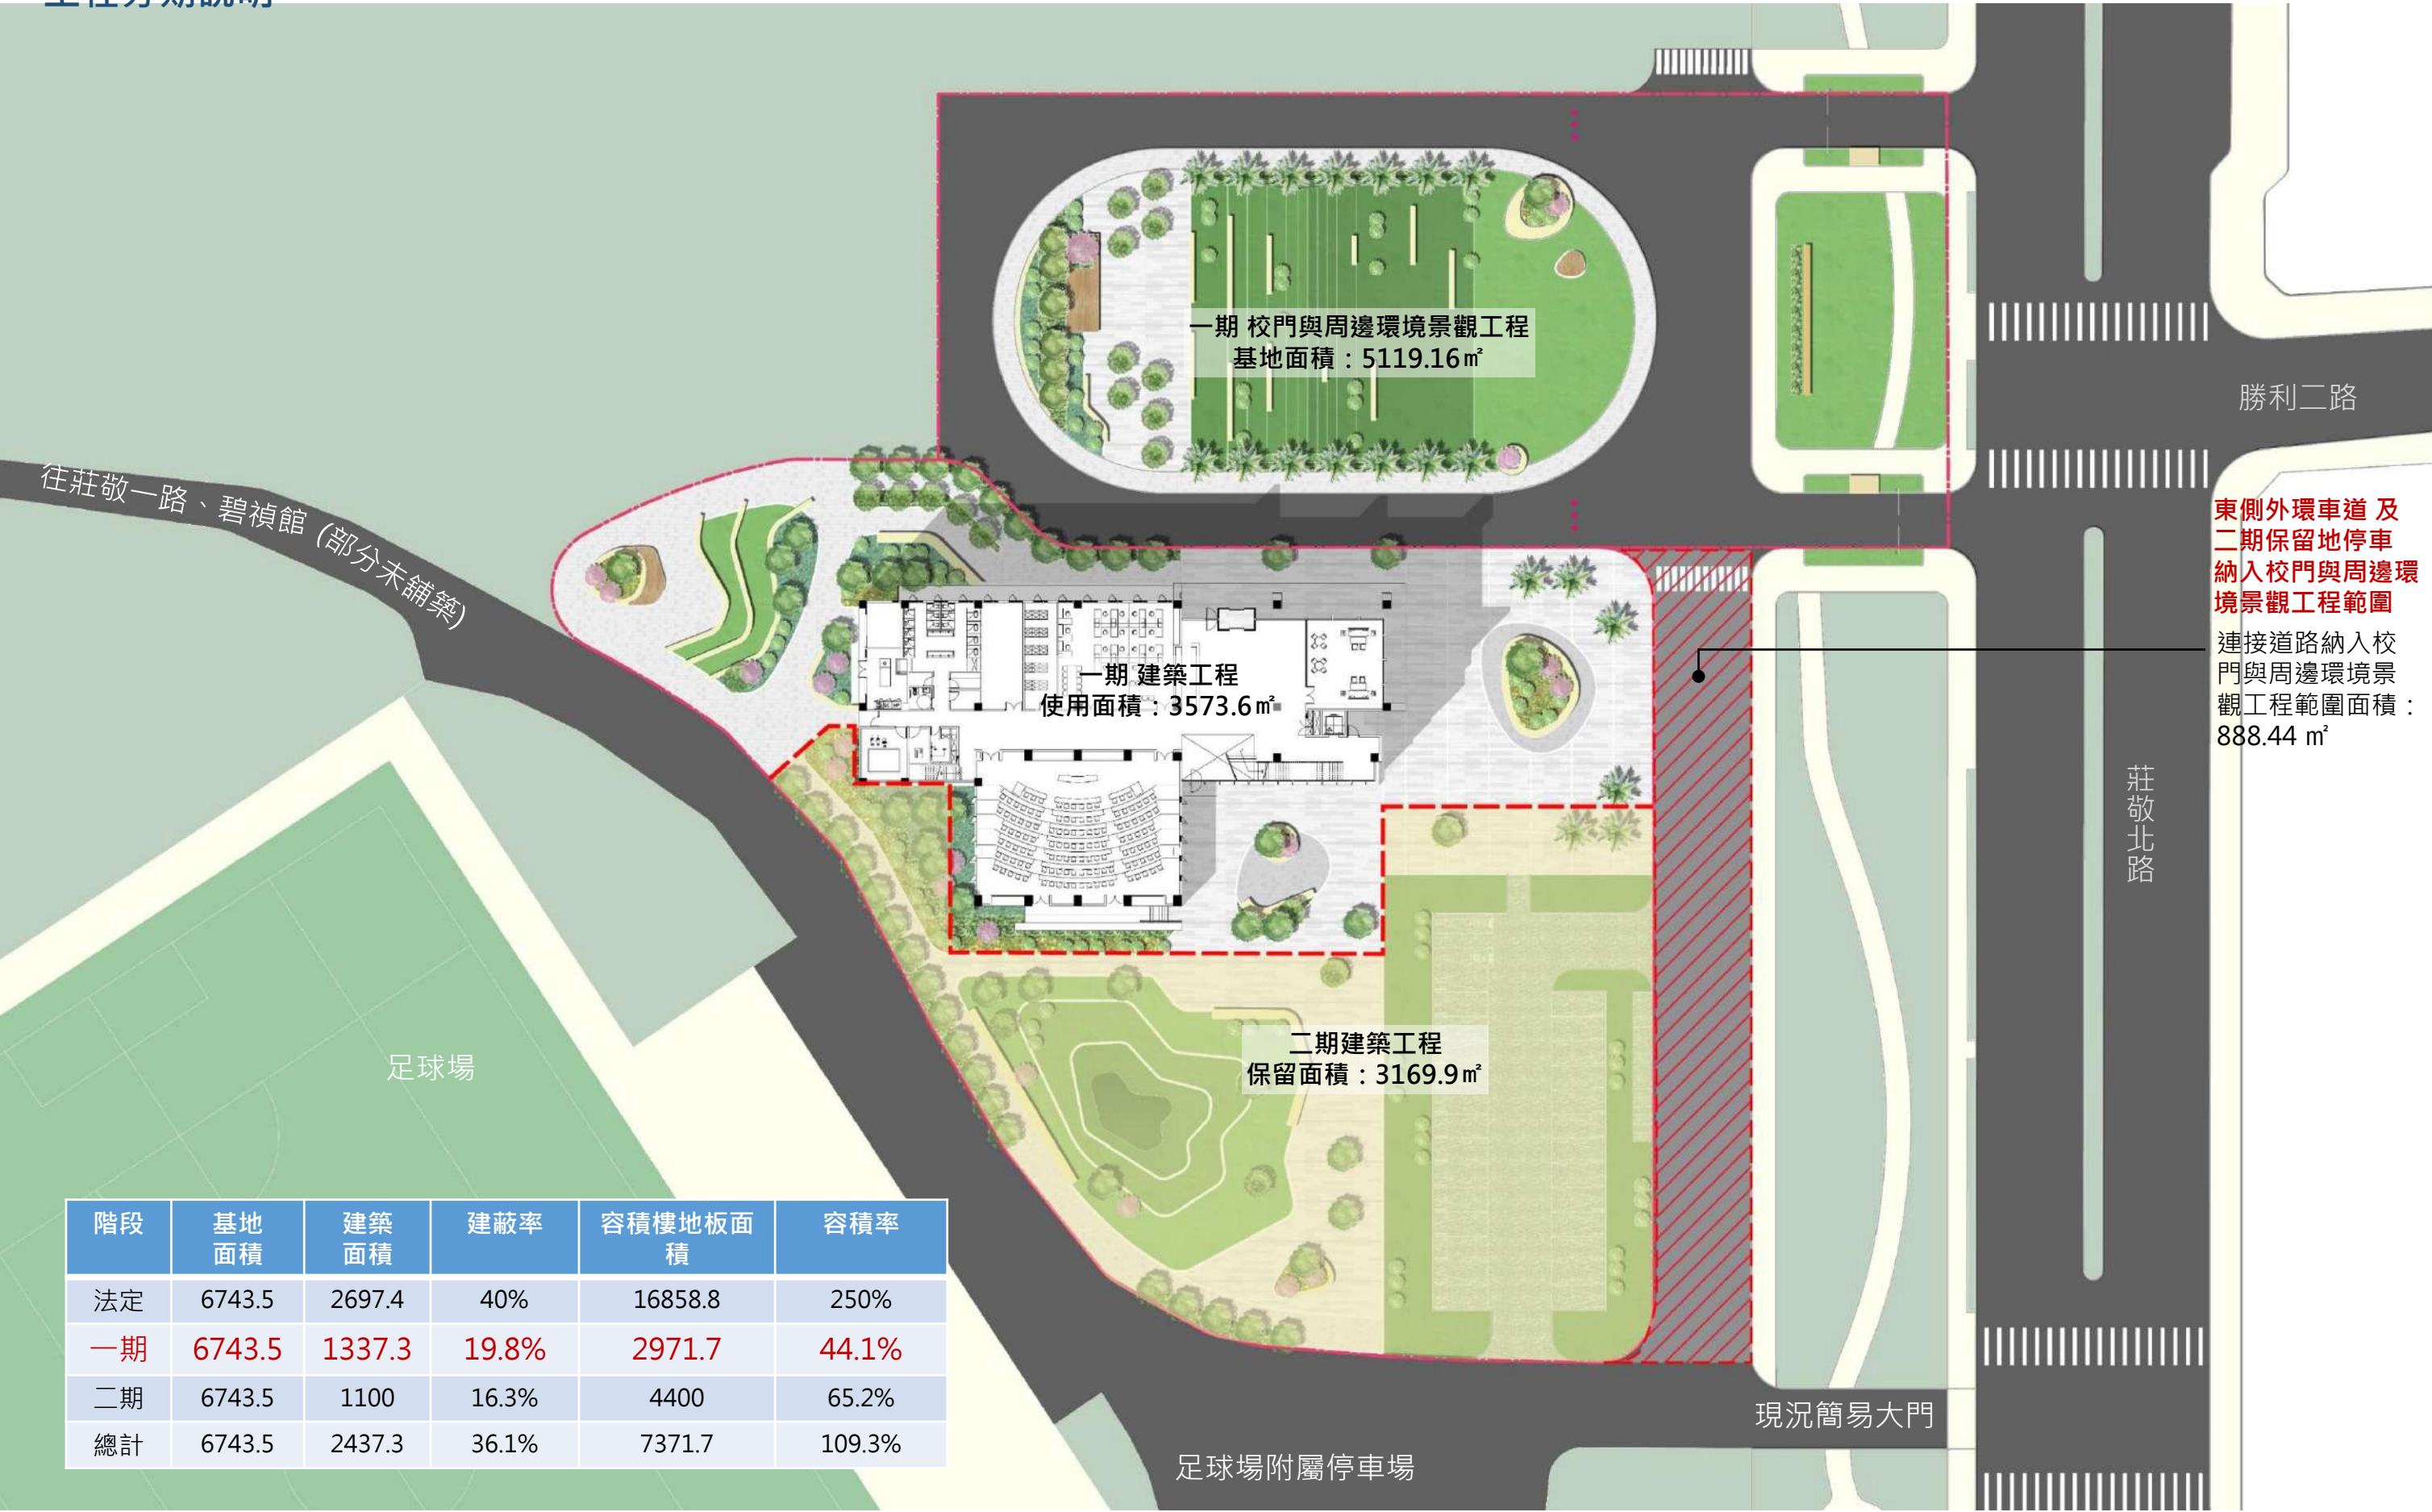 工程分期說明
一期 校門與周邊環境景觀工程
基地面積：5119.16㎡
勝利二路
往莊敬一路、碧禎館 (部分未舖築)
東側外環車道 及
二期保留地停車
納入校門與周邊環
境景觀工程範圍
連接道路納入校
門與周邊環境景
觀工程範圍面積：
888.44 ㎡
一期 建築工程
使用面積：3573.6㎡
莊敬北路
二期建築工程
保留面積：3169.9㎡
足球場
階段 基地面積 建築面積 建蔽率 容積樓地板面積 容積率
法定 6743.5 2697.4 40% 16858.8 250%
一期 6743.5 1337.3 19.8% 2971.7 44.1%
二期 6743.5 1100 16.3% 4400 65.2%
總計 6743.5 2437.3 36.1% 7371.7 109.3%
現況簡易大門
足球場附屬停車場